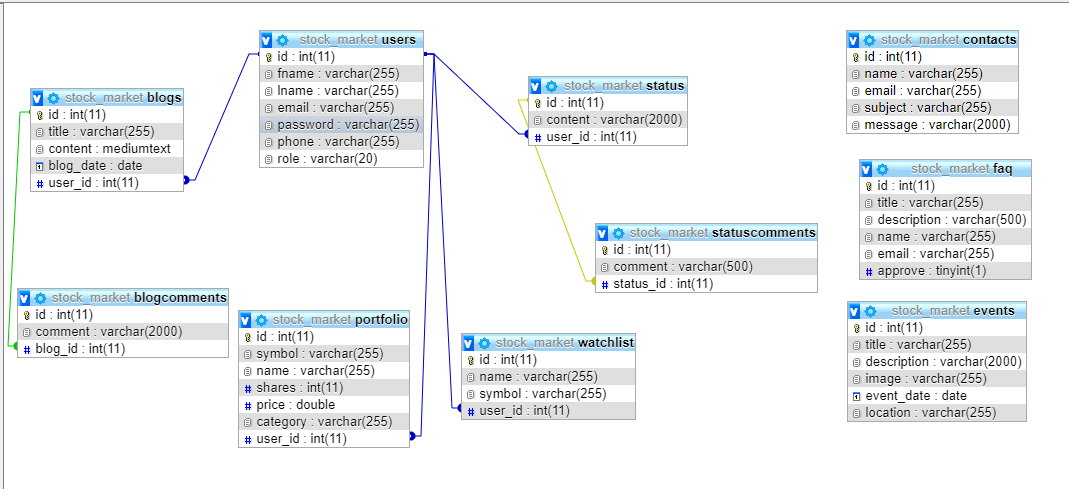 stock_market users
id : int(11)
fname : varchar(255)
lname : varchar(255)
email : varchar(255)
password : varchar(255)
phone : varchar(255)
role : varchar(20)
stock_market contacts
id : int(11)
name : varchar(255)
email : varchar(255)
subject : varchar(255)
message : varchar(2000)
stock_market status
id : int(11)
content : varchar(2000)
user_id : int(11)
stock_market blogs
id : int(11)
title : varchar(255)
content : mediumtext
blog_date : date
user_id : int(11)
stock_market faq
id : int(11)
title : varchar(255)
description : varchar(500)
name : varchar(255)
email : varchar(255)
approve : tinyint(1)
stock_market statuscomments
id : int(11)
comment : varchar(500)
status_id : int(11)
stock_market blogcomments
id : int(11)
comment : varchar(2000)
blog_id : int(11)
stock_market portfolio
id : int(11)
symbol : varchar(255)
name : varchar(255)
shares : int(11)
price : double
category : varchar(255)
user_id : int(11)
stock_market watchlist
id : int(11)
name : varchar(255)
symbol : varchar(255)
user_id : int(11)
stock_market events
id : int(11)
title : varchar(255)
description : varchar(2000)
image : varchar(255)
event_date : date
location : varchar(255)